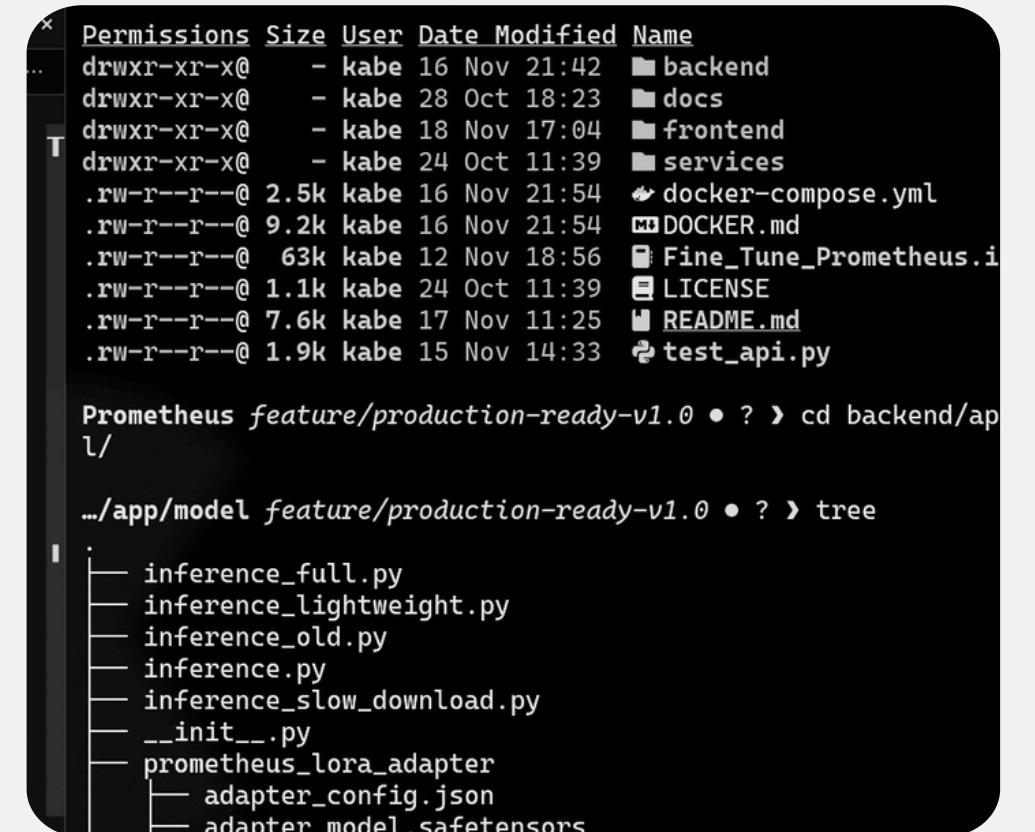 Permissions Size User Date Modified Name
drwxr-xr-x@ - kabe 16 Nov 21:42 backend
drwxr-xr-x@ - kabe 28 Oct 18:23 docs
drwxr-xr-x@ - kabe 18 Nov 17:04 frontend
drwxr-xr-x@ - kabe 24 Oct 11:39 services
.rw-r--r--@ 2.5k kabe 16 Nov 21:54 docker-compose.yml
.rw-r--r--@ 9.2k kabe 16 Nov 21:54 DOCKER.md
.rw-r--r--@ 63k kabe 12 Nov 18:56 Fine_Tune_Prometheus.i
.rw-r--r--@ 1.1k kabe 24 Oct 11:39 LICENSE
.rw-r--r--@ 7.6k kabe 17 Nov 11:25 README.md
.rw-r--r--@ 1.9k kabe 15 Nov 14:33 test_api.py
Prometheus feature/production-ready-v1.0 ● ? ❯ cd backend/ap
l/
…/app/model feature/production-ready-v1.0 ● ? ❯ tree
.
├── inference_full.py
├── inference_lightweight.py
├── inference_old.py
├── inference.py
├── inference_slow_download.py
├── __init__.py
├── prometheus_lora_adapter
│   ├── adapter_config.json
│   ├── adapter_model.safetensors